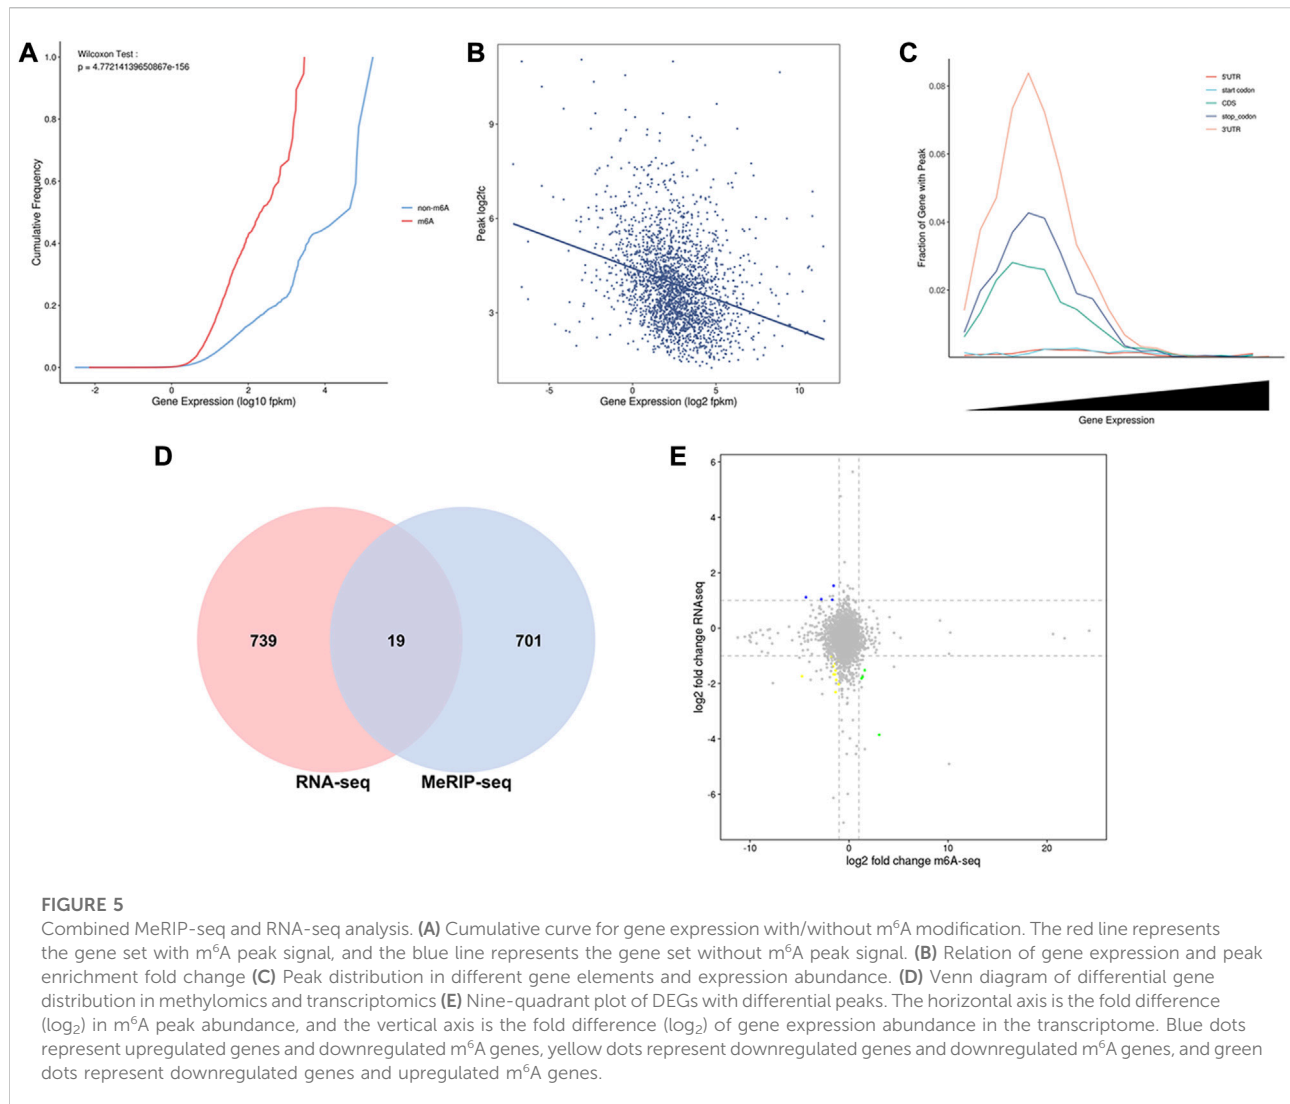 A
Wilcoxon Test :
p = 4.77214139650867e-156
1.0
0.8
0.6
0.4
0.2
0.0
Cumulative Frequency
-2
0
2
4
Gene Expression (log10 fpkm)
non-m6A
m6A
B
9
6
3
Peak log2fc
-5
0
5
10
Gene Expression (log2 fpkm)
C
0.08
0.06
0.04
0.02
Fraction of Gene with Peak
5'UTR
start codon
CDS
stop_codon
3'UTR
Gene Expression
D
739
19
701
RNA-seq
MeRIP-seq
E
6
4
2
0
-2
-4
-6
log2 fold change RNAseq
-10
0
10
20
log2 fold change m6A-seq
FIGURE 5
Combined MeRIP-seq and RNA-seq analysis. (A) Cumulative curve for gene expression with/without m⁶A modification. The red line represents
the gene set with m⁶A peak signal, and the blue line represents the gene set without m⁶A peak signal. (B) Relation of gene expression and peak
enrichment fold change (C) Peak distribution in different gene elements and expression abundance. (D) Venn diagram of differential gene
distribution in methylomics and transcriptomics (E) Nine-quadrant plot of DEGs with differential peaks. The horizontal axis is the fold difference
(log₂) in m⁶A peak abundance, and the vertical axis is the fold difference (log₂) of gene expression abundance in the transcriptome. Blue dots
represent upregulated genes and downregulated m⁶A genes, yellow dots represent downregulated genes and downregulated m⁶A genes, and green
dots represent downregulated genes and upregulated m⁶A genes.